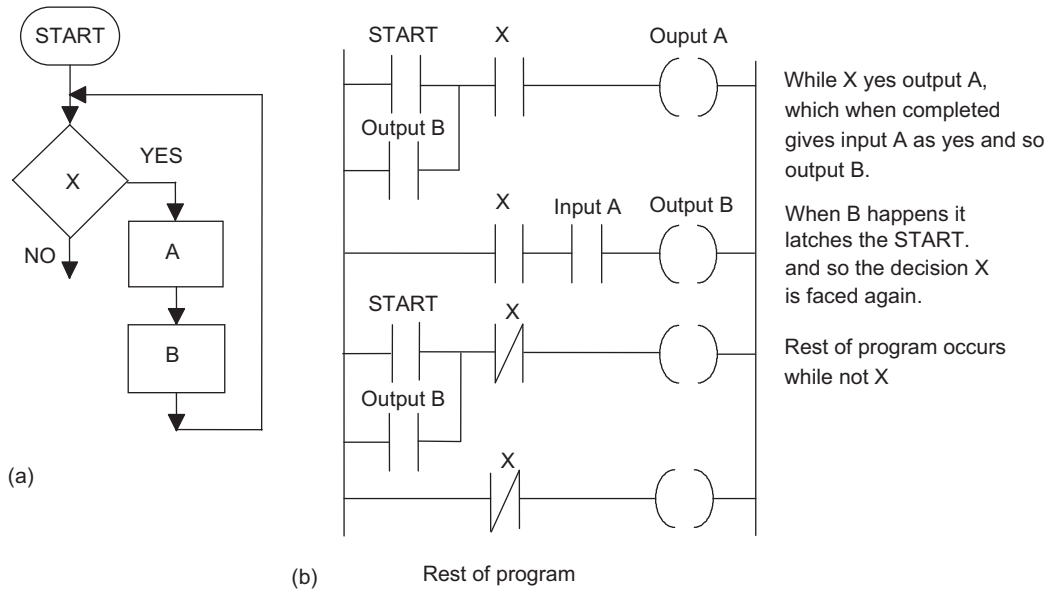 START
X
YES
NO
A
B
(a)
START
X
Ouput A
Output B
X
Input A
Output B
START
X
Output B
X
(b)
Rest of program
While X yes output A,
which when completed
gives input A as yes and so
output B.
When B happens it
latches the START.
and so the decision X
is faced again.
Rest of program occurs
while not X